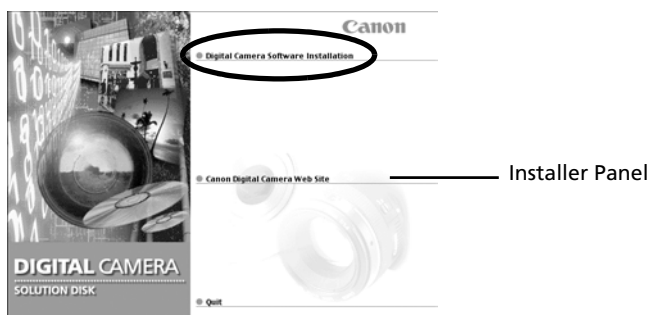 Canon
Digital Camera Software Installation
Canon Digital Camera Web Site
Installer Panel
DIGITAL CAMERA
SOLUTION DISK
Quit